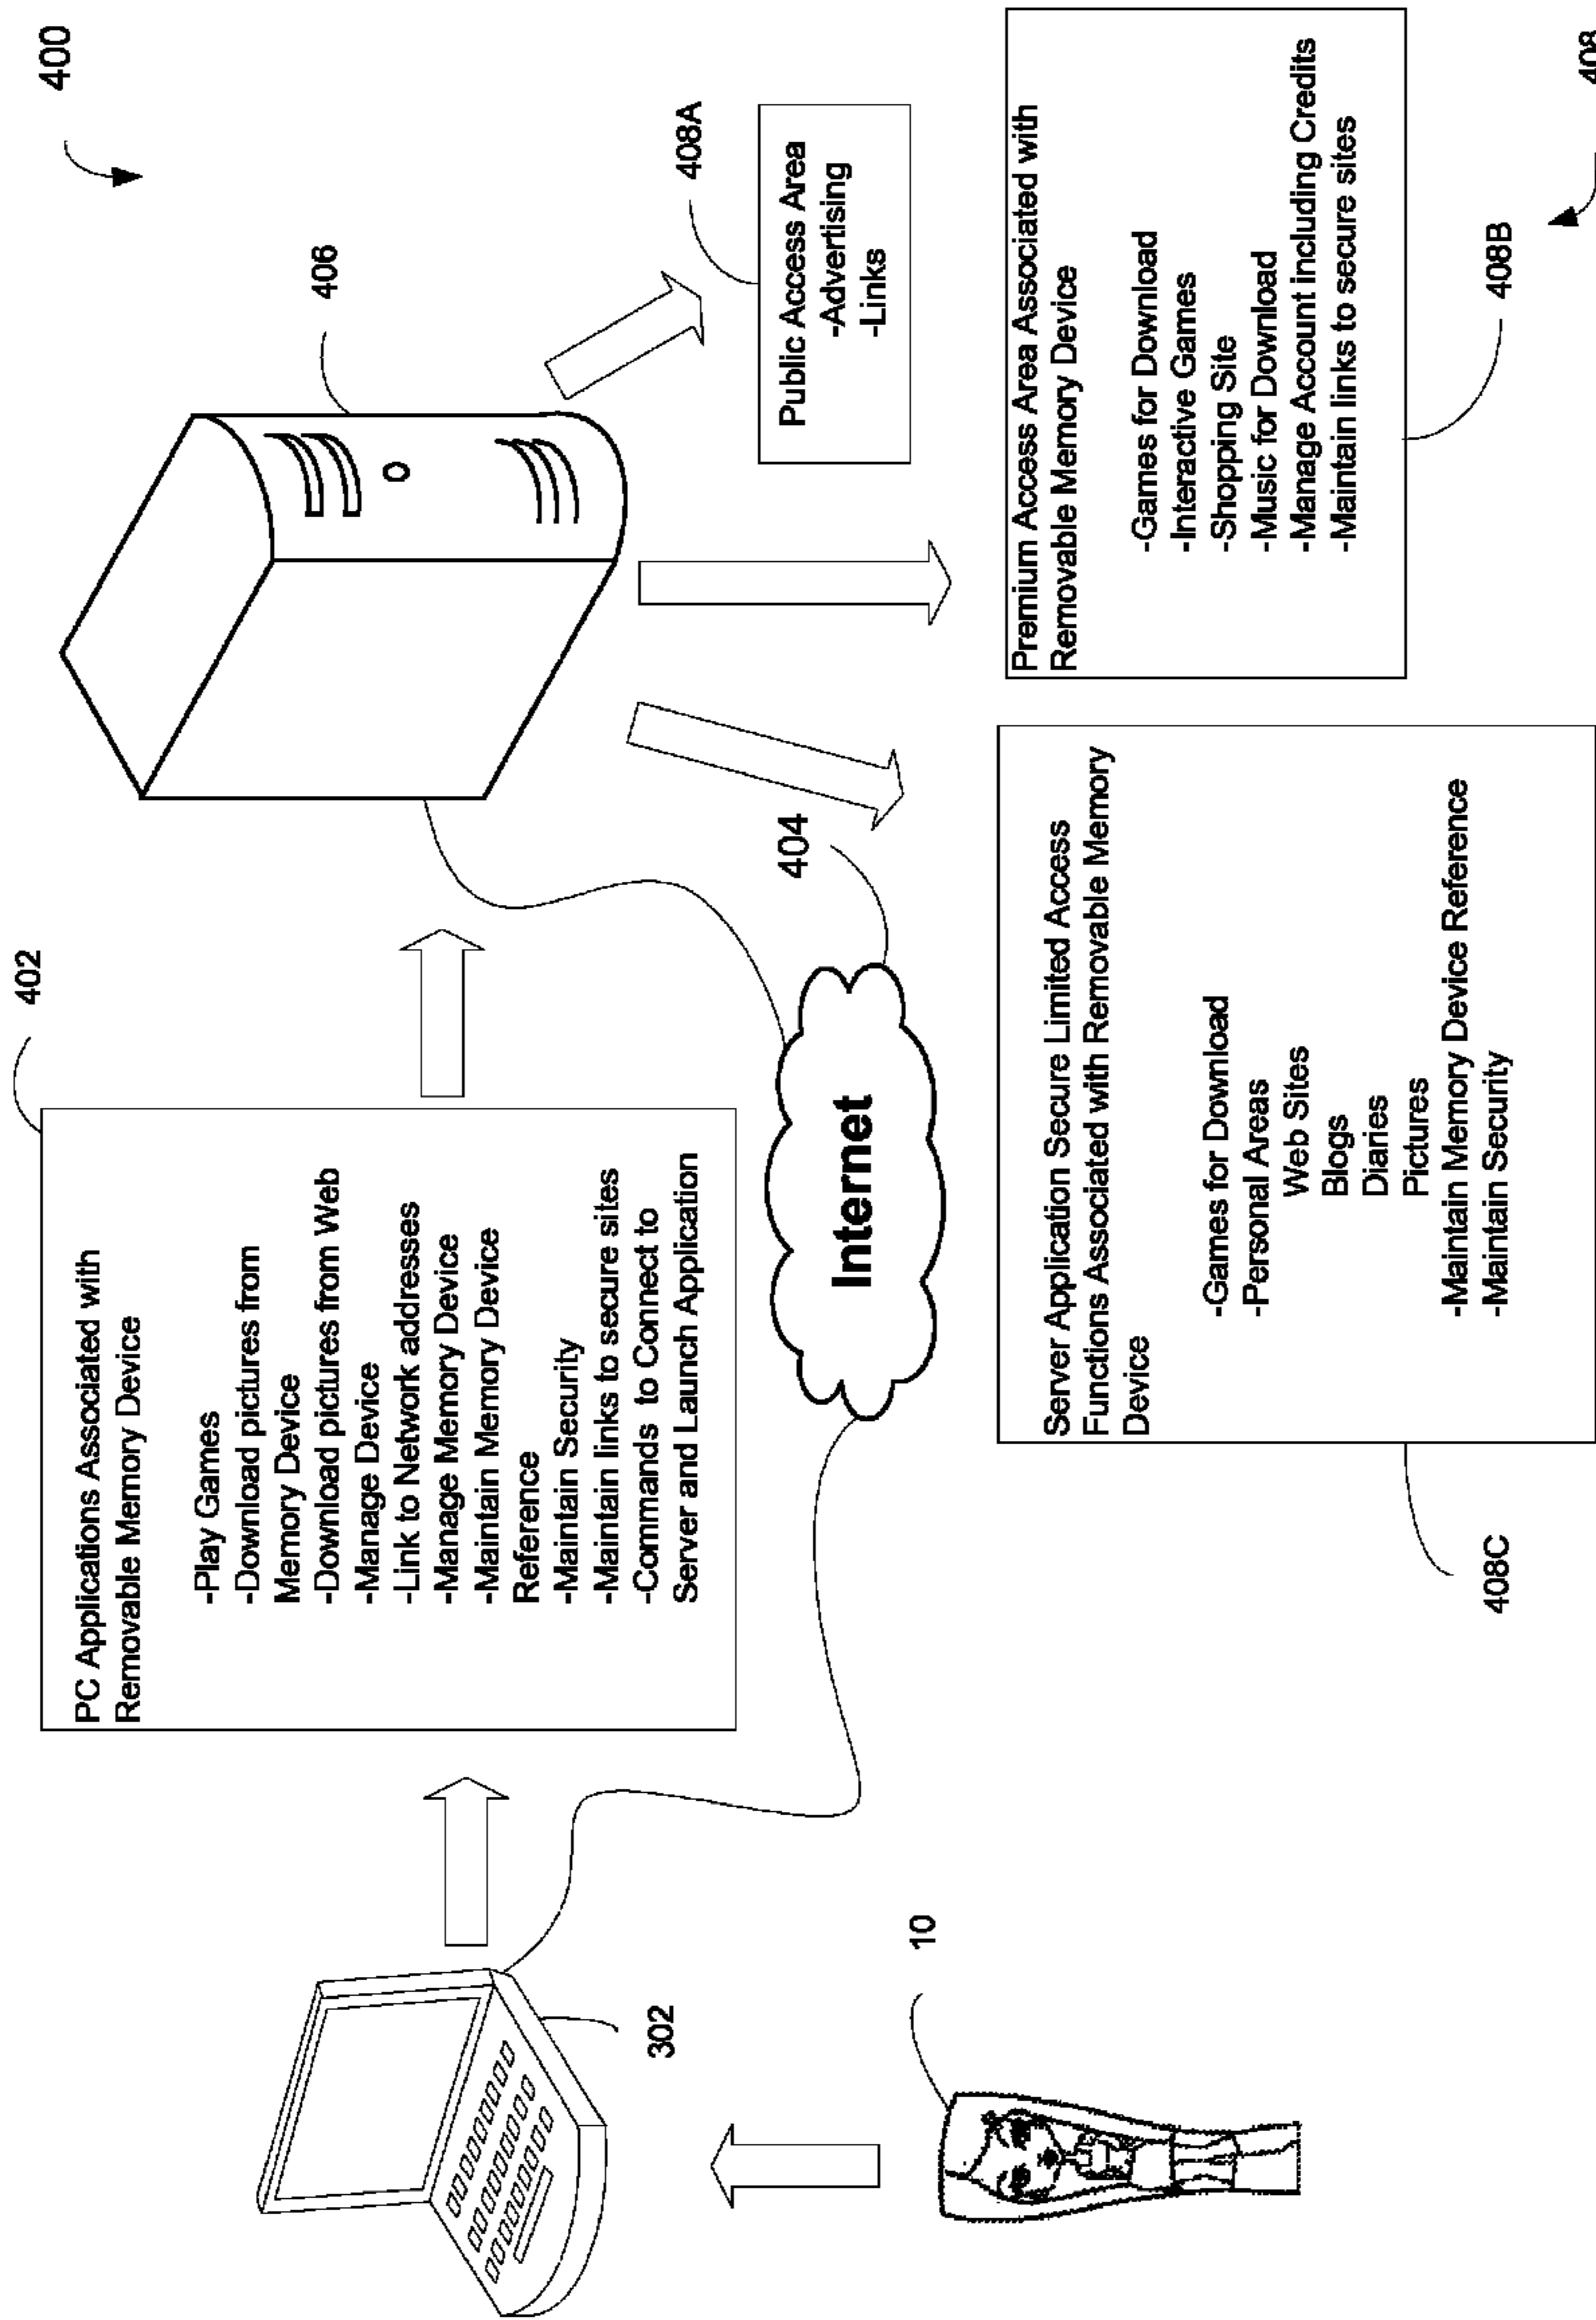 400
402
PC Applications Associated with
Removable Memory Device
-Play Games
-Download pictures from
Memory Device
-Download pictures from Web
-Manage Device
-Link to Network addresses
-Manage Memory Device
-Maintain Memory Device
Reference
-Maintain Security
-Maintain links to secure sites
-Commands to Connect to
Server and Launch Application
406
302
404
Internet
408A
Public Access Area
-Advertising
-Links
10
Server Application Secure Limited Access
Functions Associated with Removable Memory
Device
-Games for Download
-Personal Areas
Web Sites
Blogs
Diaries
Pictures
-Maintain Memory Device Reference
-Maintain Security
408C
Premium Access Area Associated with
Removable Memory Device
-Games for Download
-Interactive Games
-Shopping Site
-Music for Download
-Manage Account including Credits
-Maintain links to secure sites
408B
408